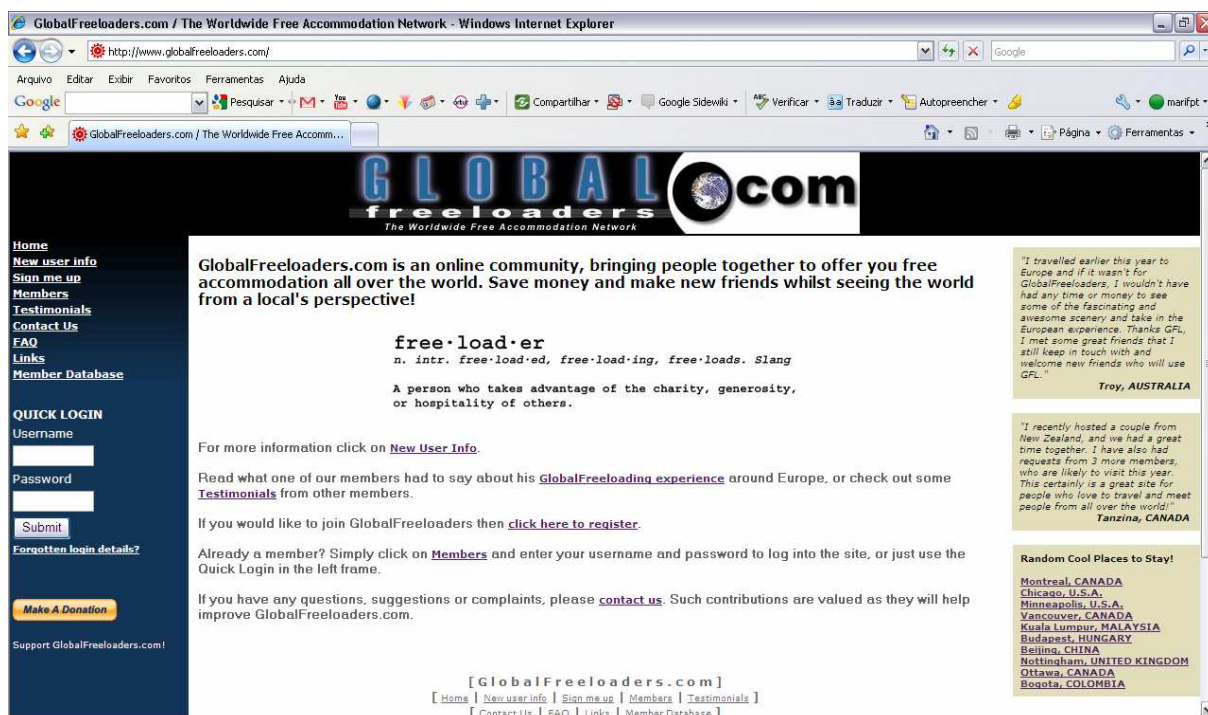 GlobalFreeloaders.com / The Worldwide Free Accommodation Network - Windows Internet Explorer
http://www.globalfreeloaders.com/
Google
Arquivo Editar Exibir Favoritos Ferramentas Ajuda
Google Pesquisar Compartilhar Google Sidewiki Verificar Traduzir Autopreencher marifpt
GlobalFreeloaders.com / The Worldwide Free Accomm... Página Ferramentas
GLOBAL com
freeloaders
The Worldwide Free Accommodation Network
Home
New user info
Sign me up
Members
Testimonials
Contact Us
FAQ
Links
Member Database
QUICK LOGIN
Username
Password
Submit
Forgotten login details?
Make A Donation
Support GlobalFreeloaders.com!
GlobalFreeloaders.com is an online community, bringing people together to offer you free
accommodation all over the world. Save money and make new friends whilst seeing the world
from a local's perspective!
free·load·er
n. intr. free·load·ed, free·load·ing, free·loads. Slang
A person who takes advantage of the charity, generosity,
or hospitality of others.
For more information click on New User Info.
Read what one of our members had to say about his GlobalFreeloading experience around Europe, or check out some
Testimonials from other members.
If you would like to join GlobalFreeloaders then click here to register.
Already a member? Simply click on Members and enter your username and password to log into the site, or just use the
Quick Login in the left frame.
If you have any questions, suggestions or complaints, please contact us. Such contributions are valued as they will help
improve GlobalFreeloaders.com.
[GlobalFreeloaders.com]
[ Home | New user info | Sign me up | Members | Testimonials ]
[ Contact Us | FAQ | Links | Member Database ]
"I travelled earlier this year to
Europe and if it wasn't for
GlobalFreeloaders, I wouldn't have
had any time or money to see
some of the fascinating and
awesome scenery and take in the
European experience. Thanks GFL,
I met some great friends that I
still keep in touch with and
welcome new friends who will use
GFL."
Troy, AUSTRALIA
"I recently hosted a couple from
New Zealand, and we had a great
time together. I have also had
requests from 3 more members,
who are likely to visit this year.
This certainly is a great site for
people who love to travel and meet
people from all over the world!"
Tanzina, CANADA
Random Cool Places to Stay!
Montreal, CANADA
Chicago, U.S.A.
Minneapolis, U.S.A.
Vancouver, CANADA
Kuala Lumpur, MALAYSIA
Budapest, HUNGARY
Beijing, CHINA
Nottingham, UNITED KINGDOM
Ottawa, CANADA
Bogota, COLOMBIA